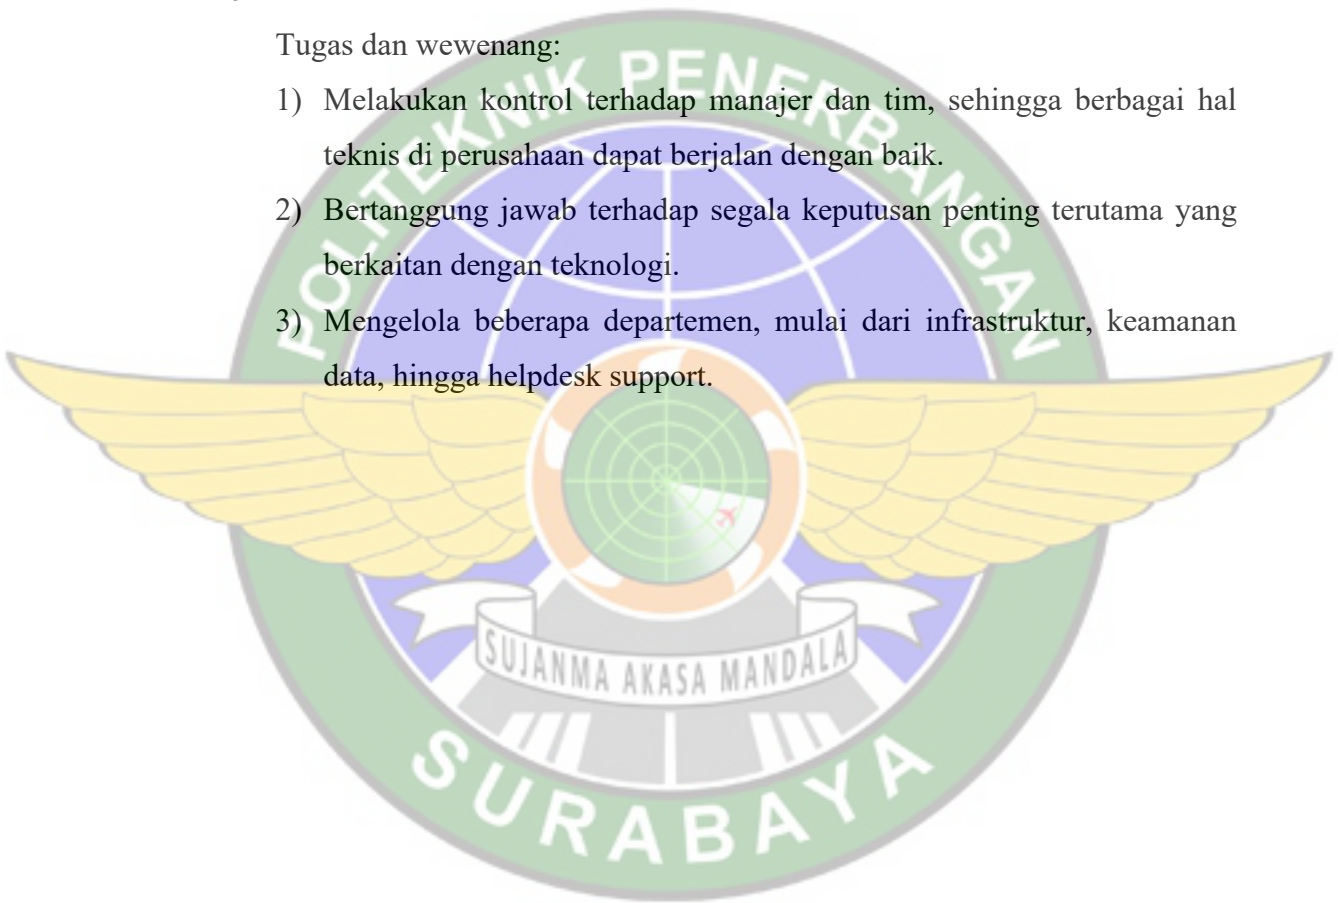 Tugas dan wewenang:
1) Melakukan kontrol terhadap manajer dan tim, sehingga berbagai hal
teknis di perusahaan dapat berjalan dengan baik.
2) Bertanggung jawab terhadap segala keputusan penting terutama yang
berkaitan dengan teknologi.
3) Mengelola beberapa departemen, mulai dari infrastruktur, keamanan
data, hingga helpdesk support.
POLITEKNIK PENERBANGAN
SUJANMA AKASA MANDALA
SURABAYA